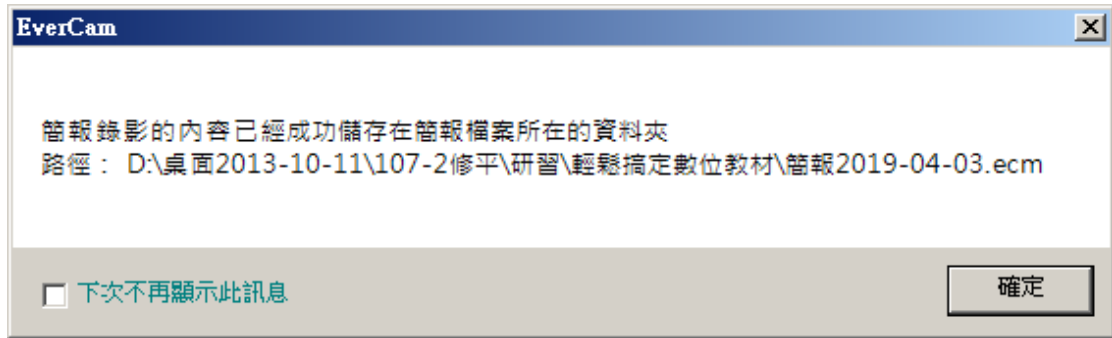 EverCam
簡報錄影的內容已經成功儲存在簡報檔案所在的資料夾
路徑： D:\桌面2013-10-11\107-2修平\研習\輕鬆搞定數位教材\簡報2019-04-03.ecm
下次不再顯示此訊息
確定